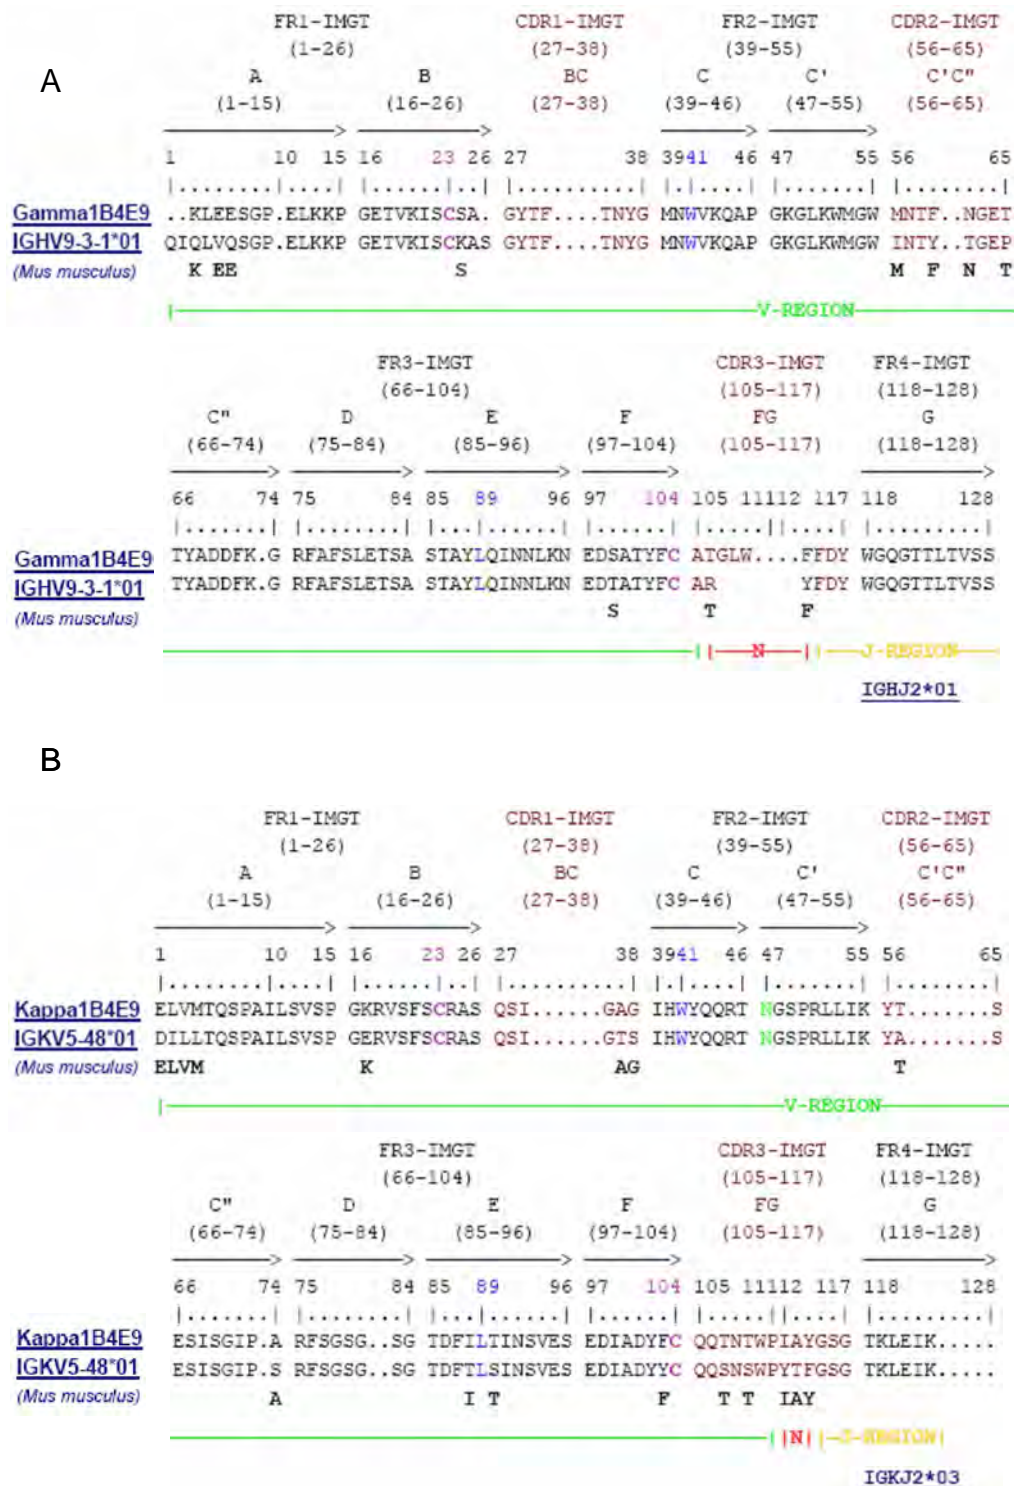 FR1-IMGT CDR1-IMGT FR2-IMGT CDR2-IMGT
(1-26) (27-38) (39-55) (56-65)
A
A B BC C C' C'C"
(1-15) (16-26) (27-38) (39-46) (47-55) (56-65)
1 10 15 16 23 26 27 38 3941 46 47 55 56 65
Gamma1B4E9 ..KLEESGP.ELKKP GETVKISCSA. GYTF....TNYG MNWVKQAP GKGLKWMGW MNTF..NGET
IGHV9-3-1*01 QIQLVQSGP.ELKKP GETVKISCKAS GYTF....TNYG MNWVKQAP GKGLKWMGW INTY..TGEP
(Mus musculus) K EE S M F N T
V-REGION
FR3-IMGT CDR3-IMGT FR4-IMGT
(66-104) (105-117) (118-128)
C" D E F FG G
(66-74) (75-84) (85-96) (97-104) (105-117) (118-128)
66 74 75 84 85 89 96 97 104 105 111112 117 118 128
Gamma1B4E9 TYADDFK.G RFAFSLETSA STAYLQINNLKN EDSATYFC ATGLW....FFDY WGQGTTLTVSS
IGHV9-3-1*01 TYADDFK.G RFAFSLETSA STAYLQINNLKN EDTATYFC AR YFDY WGQGTTLTVSS
(Mus musculus) S T F
N J-REGION
IGHJ2*01
B
FR1-IMGT CDR1-IMGT FR2-IMGT CDR2-IMGT
(1-26) (27-38) (39-55) (56-65)
A B BC C C' C'C"
(1-15) (16-26) (27-38) (39-46) (47-55) (56-65)
1 10 15 16 23 26 27 38 3941 46 47 55 56 65
Kappa1B4E9 ELVMTQSPAILSVSP GKRVSFSCRAS QSI......GAG IHWYQQRT NGSPRLLIK YT.......S
IGKV5-48*01 DILLTQSPAILSVSP GERVSFSCRAS QSI......GTS IHWYQQRT NGSPRLLIK YA.......S
(Mus musculus) ELVM K AG T
V-REGION
FR3-IMGT CDR3-IMGT FR4-IMGT
(66-104) (105-117) (118-128)
C" D E F FG G
(66-74) (75-84) (85-96) (97-104) (105-117) (118-128)
66 74 75 84 85 89 96 97 104 105 111112 117 118 128
Kappa1B4E9 ESISGIP.A RFSGSG..SG TDFILTINSVES EDIADYFC QQTNTWPIAYGSG TKLEIK.....
IGKV5-48*01 ESISGIP.S RFSGSG..SG TDFTLSINSVES EDIADYYC QQSNSWPYTFGSG TKLEIK.....
(Mus musculus) A I T F T T IAY
N J-REGION
IGKJ2*03